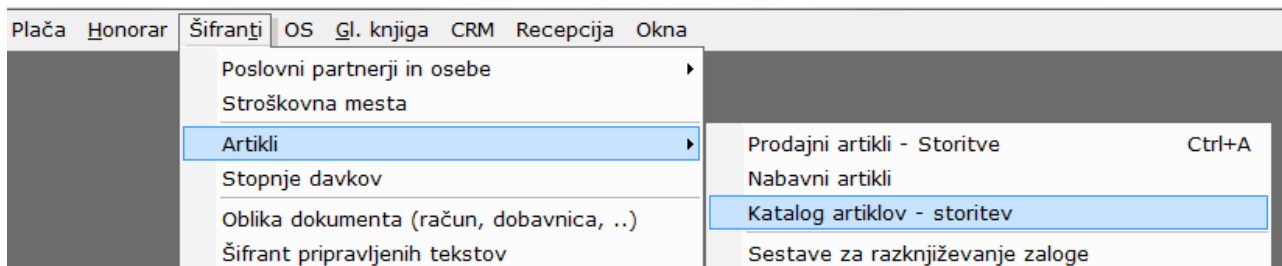 Plača Honorar Šifranti OS Gl. knjiga CRM Recepcija Okna
Poslovni partnerji in osebe
Stroškovna mesta
Artikli
Stopnje davkov
Oblika dokumenta (račun, dobavnica, ..)
Šifrant pripravljenih tekstov
Prodajni artikli - Storitve Ctrl+A
Nabavni artikli
Katalog artiklov - storitev
Sestave za razknjiževanje zaloge